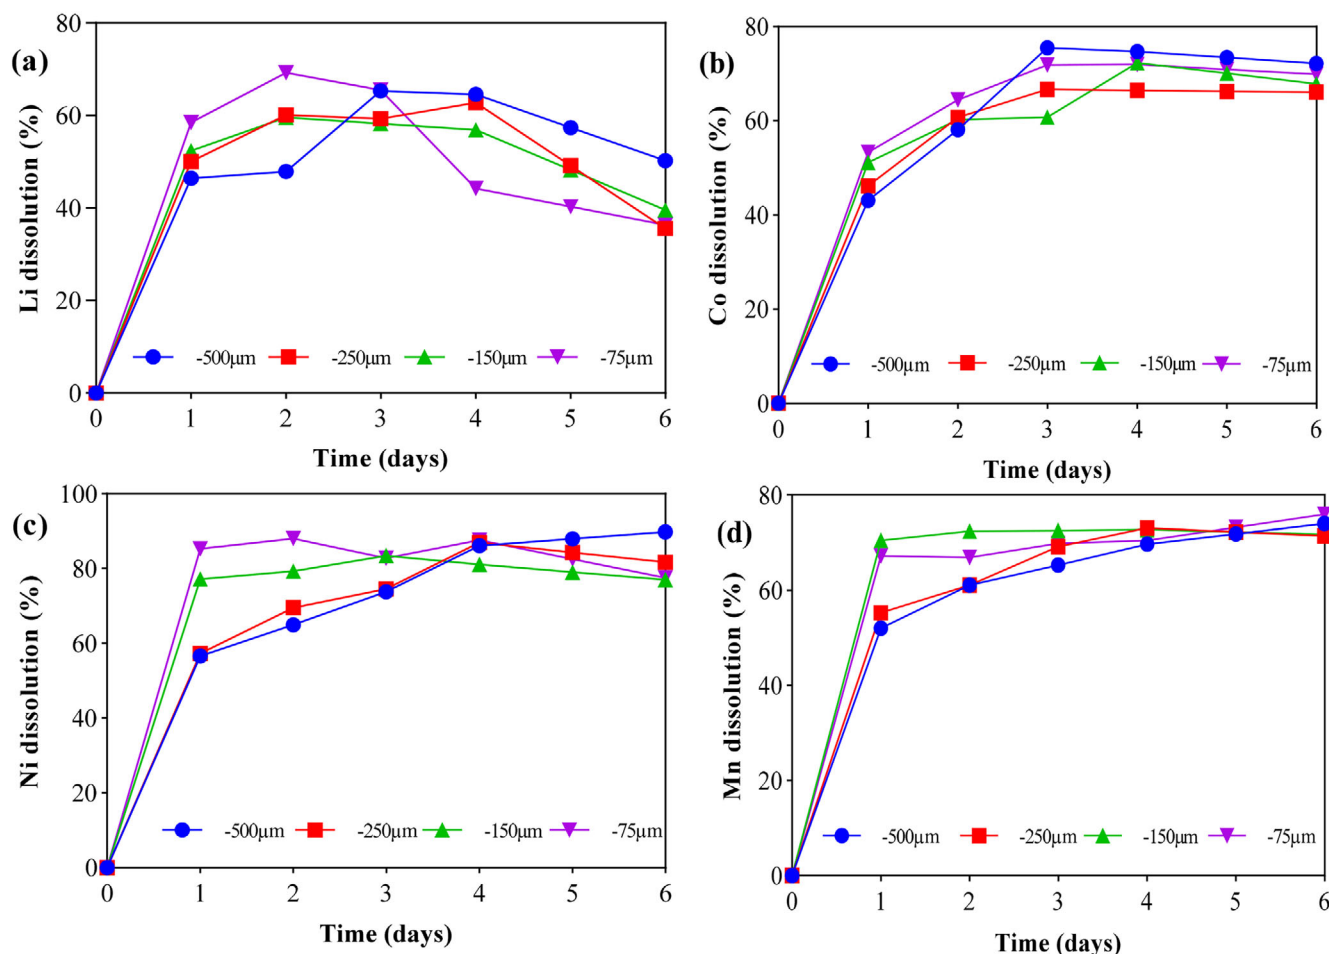 (a)
Li dissolution (%)
80
60
40
20
0
-500µm -250µm -150µm -75µm
0 1 2 3 4 5 6
Time (days)
(b)
Co dissolution (%)
80
60
40
20
0
-500µm -250µm -150µm -75µm
0 1 2 3 4 5 6
Time (days)
(c)
Ni dissolution (%)
100
80
60
40
20
0
-500µm -250µm -150µm -75µm
0 1 2 3 4 5 6
Time (days)
(d)
Mn dissolution (%)
80
60
40
20
0
-500µm -250µm -150µm -75µm
0 1 2 3 4 5 6
Time (days)